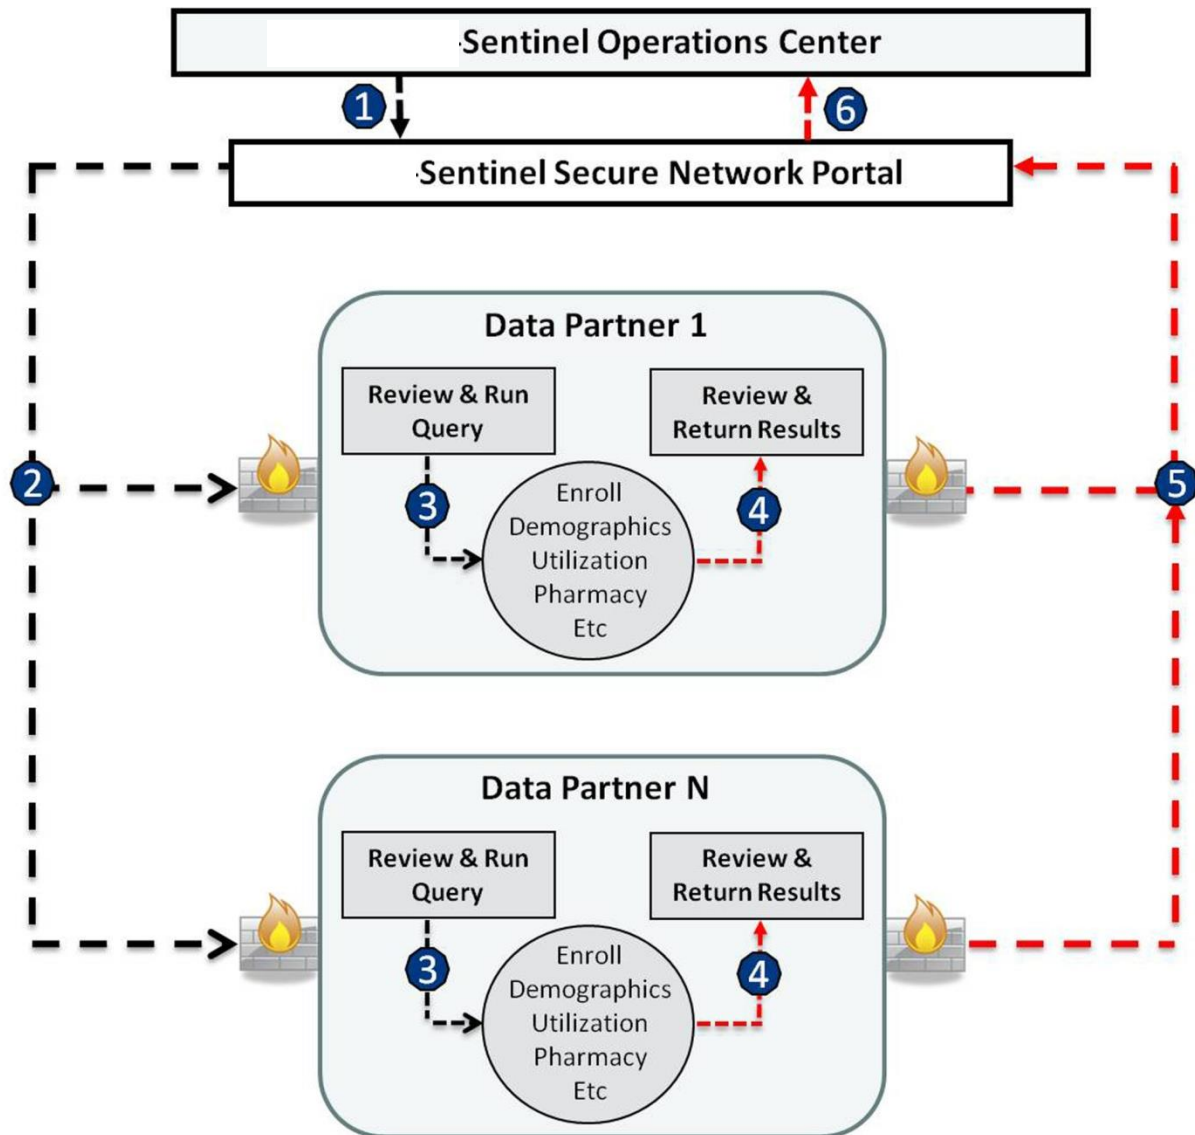 -Sentinel Operations Center
1
6
-Sentinel Secure Network Portal
Data Partner 1
Review & Run
Query
Review &
Return Results
2
3
4
5
Enroll
Demographics
Utilization
Pharmacy
Etc
Data Partner N
Review & Run
Query
Review &
Return Results
3
4
Enroll
Demographics
Utilization
Pharmacy
Etc